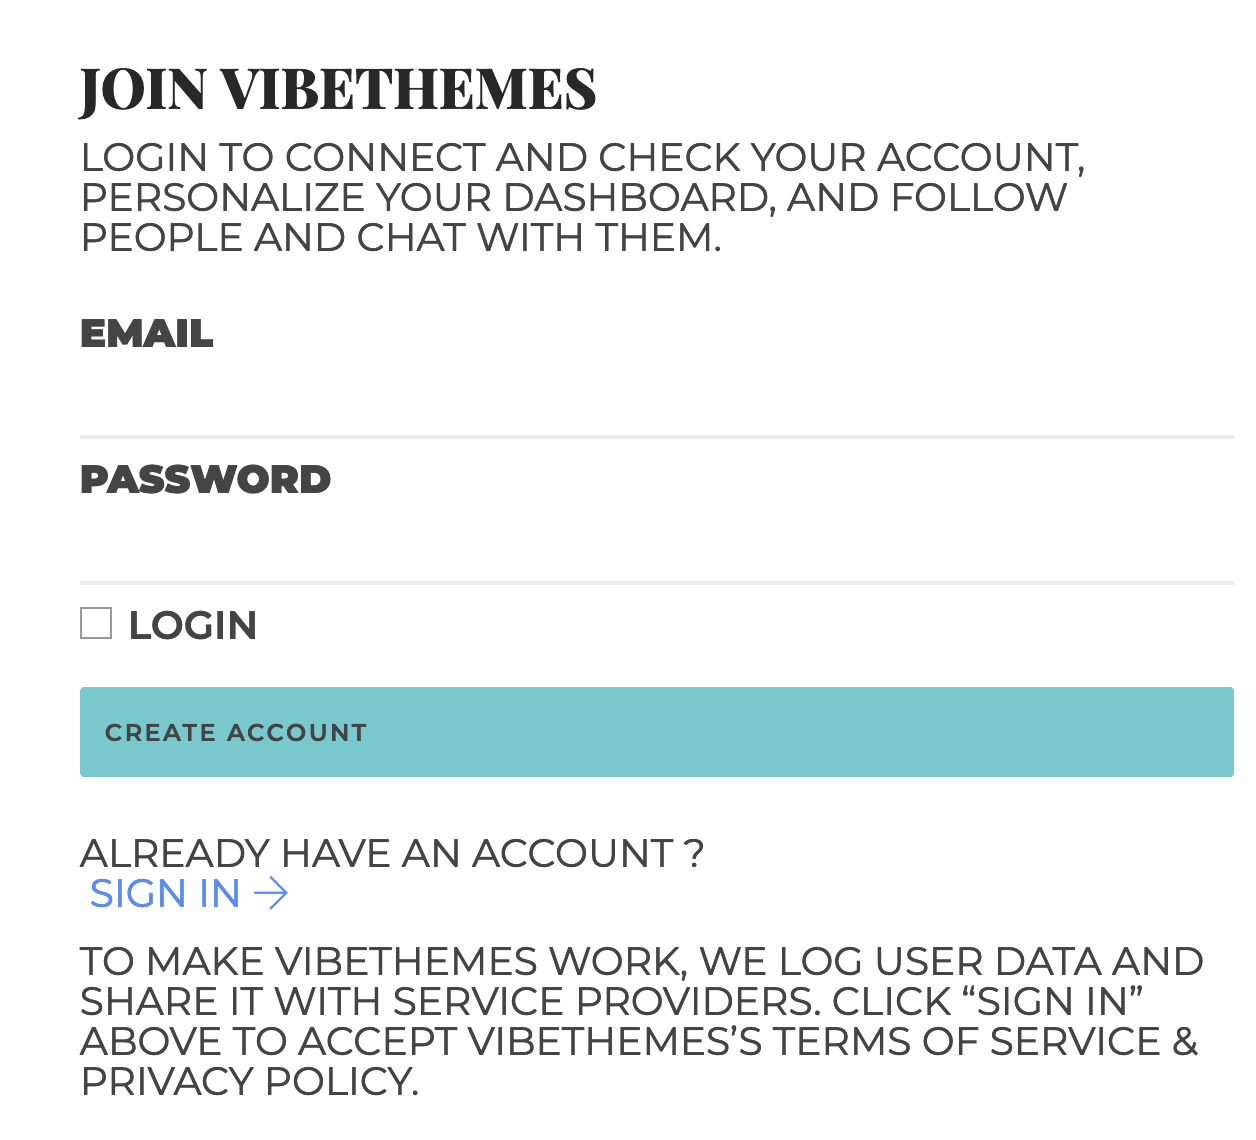 JOIN VIBETHEMES
LOGIN TO CONNECT AND CHECK YOUR ACCOUNT,
PERSONALIZE YOUR DASHBOARD, AND FOLLOW
PEOPLE AND CHAT WITH THEM.
EMAIL
PASSWORD
LOGIN
CREATE ACCOUNT
ALREADY HAVE AN ACCOUNT ?
SIGN IN →
TO MAKE VIBETHEMES WORK, WE LOG USER DATA AND
SHARE IT WITH SERVICE PROVIDERS. CLICK “SIGN IN”
ABOVE TO ACCEPT VIBETHEMES’S TERMS OF SERVICE &
PRIVACY POLICY.